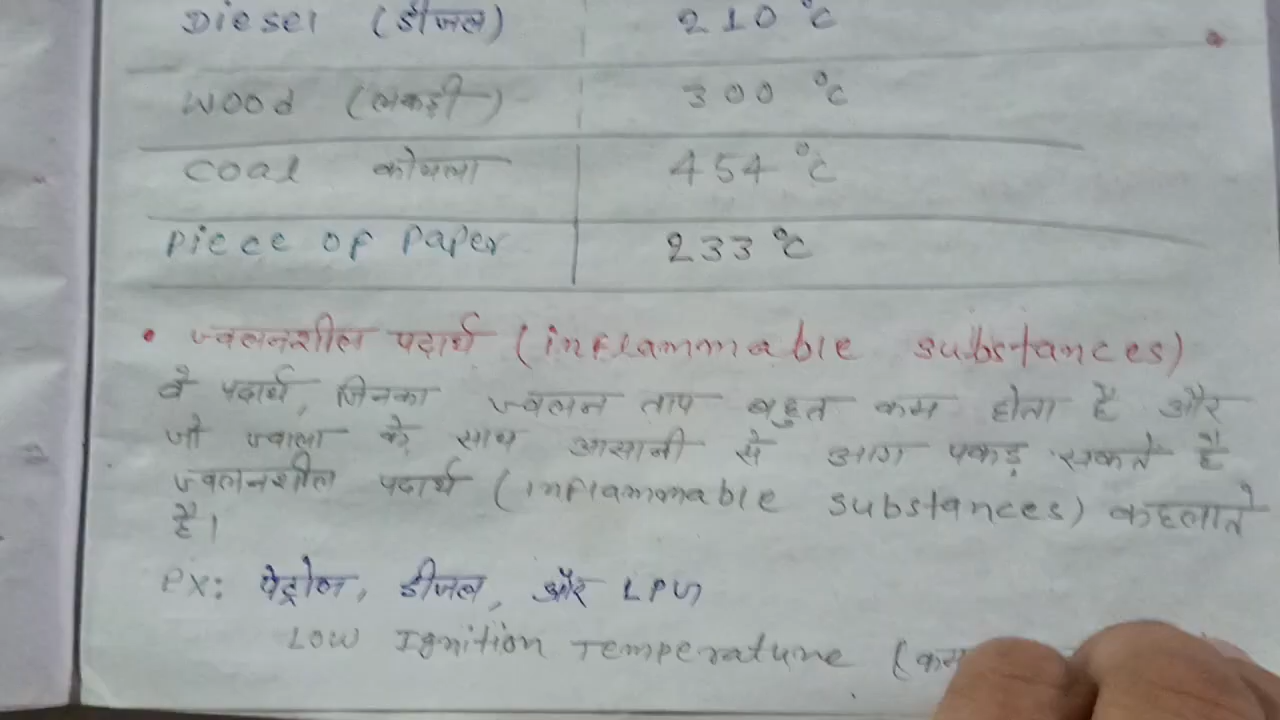 Diesel (डीजल) 210 °c
wood (लकड़ी) 300 °c
coal कोयला 454 °c
piece of paper 233 °c
• ज्वलनशील पदार्थ (inflammable substances)
वे पदार्थ, जिनका ज्वलन ताप बहुत कम होता है और
जो ज्वाला के साथ आसानी से आग पकड़ सकते हैं
ज्वलनशील पदार्थ (inflammable substances) कहलाते
हैं।
ex: पेट्रोल, डीजल, और LPG
Low Ignition Temperature (कम